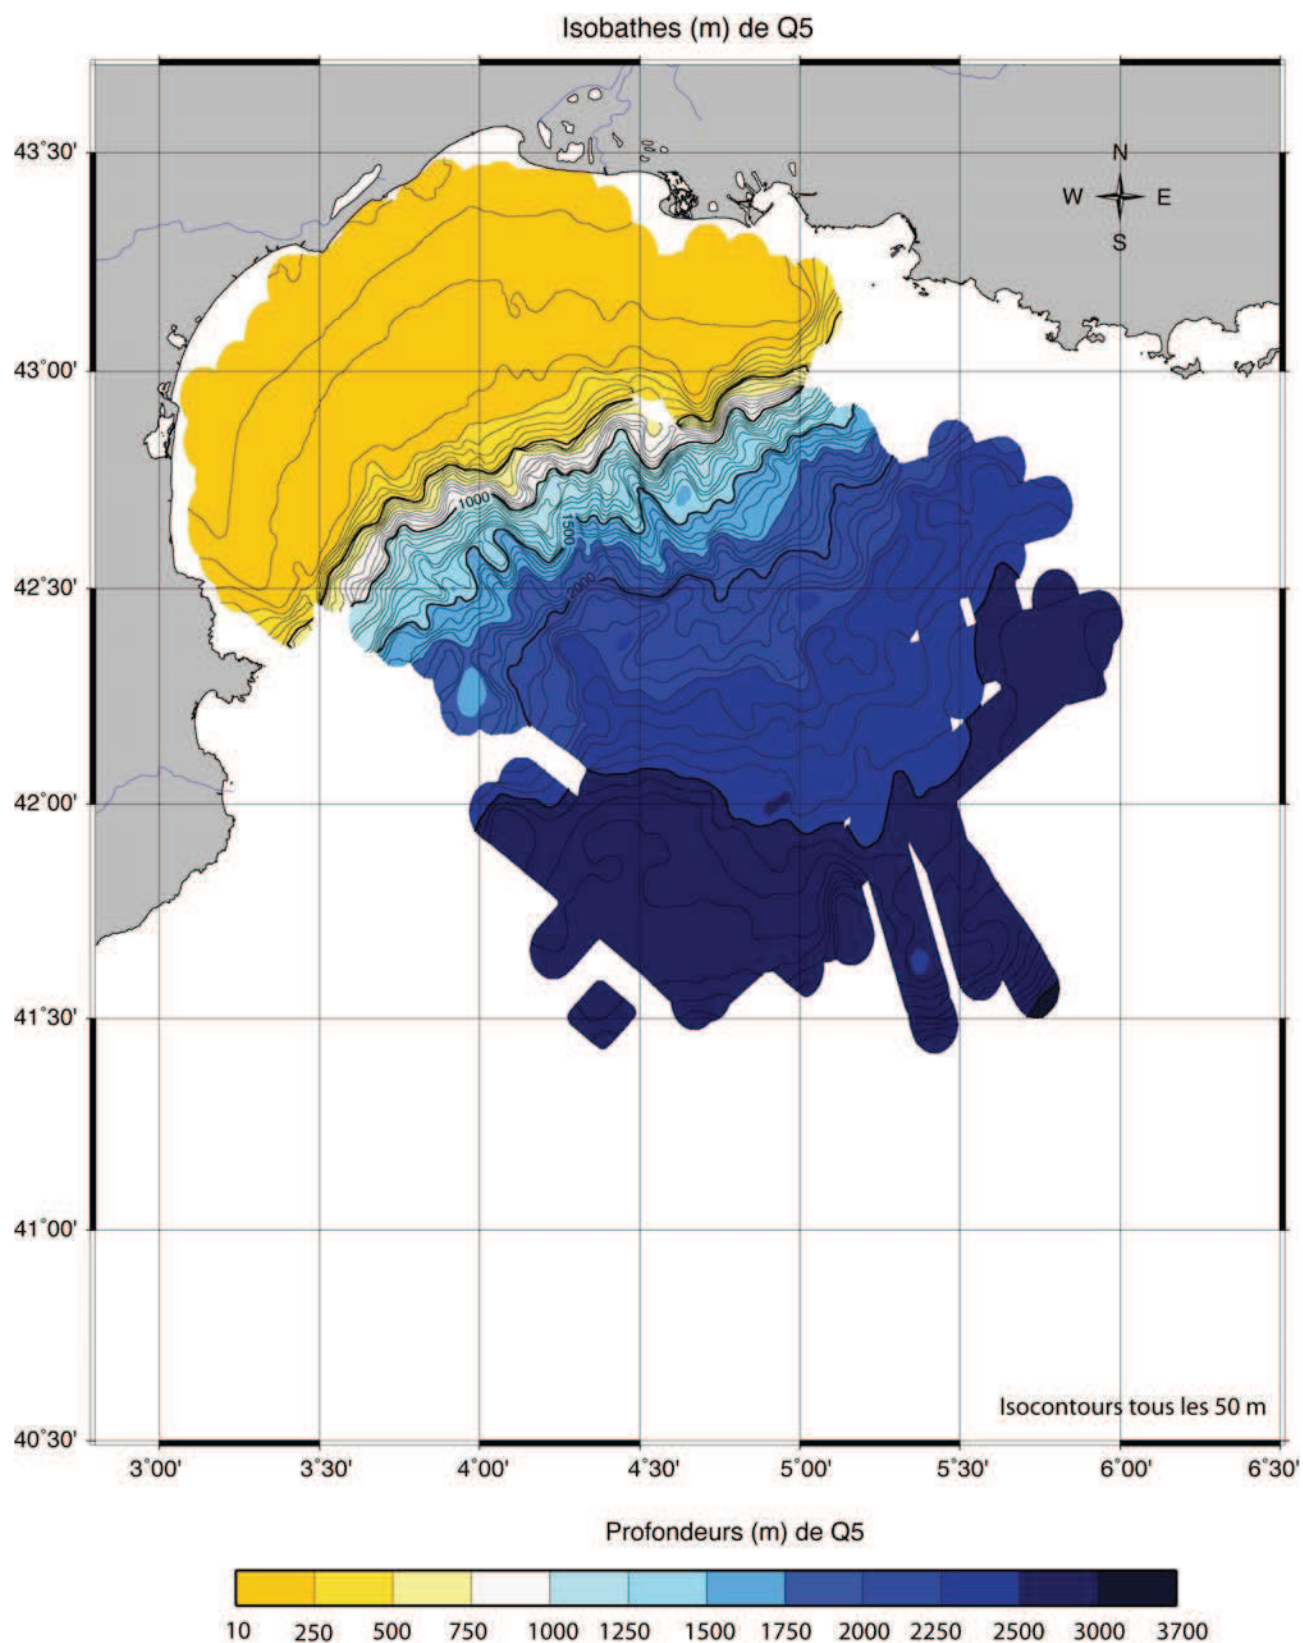 Isobathes (m) de Q5
43˚30'
N
W E
S
43˚00'
1000
1500
42˚30'
2000
42˚00'
41˚30'
41˚00'
Isocontours tous les 50 m
40˚30'
3˚00' 3˚30' 4˚00' 4˚30' 5˚00' 5˚30' 6˚00' 6˚30'
Profondeurs (m) de Q5
10 250 500 750 1000 1250 1500 1750 2000 2250 2500 3000 3700